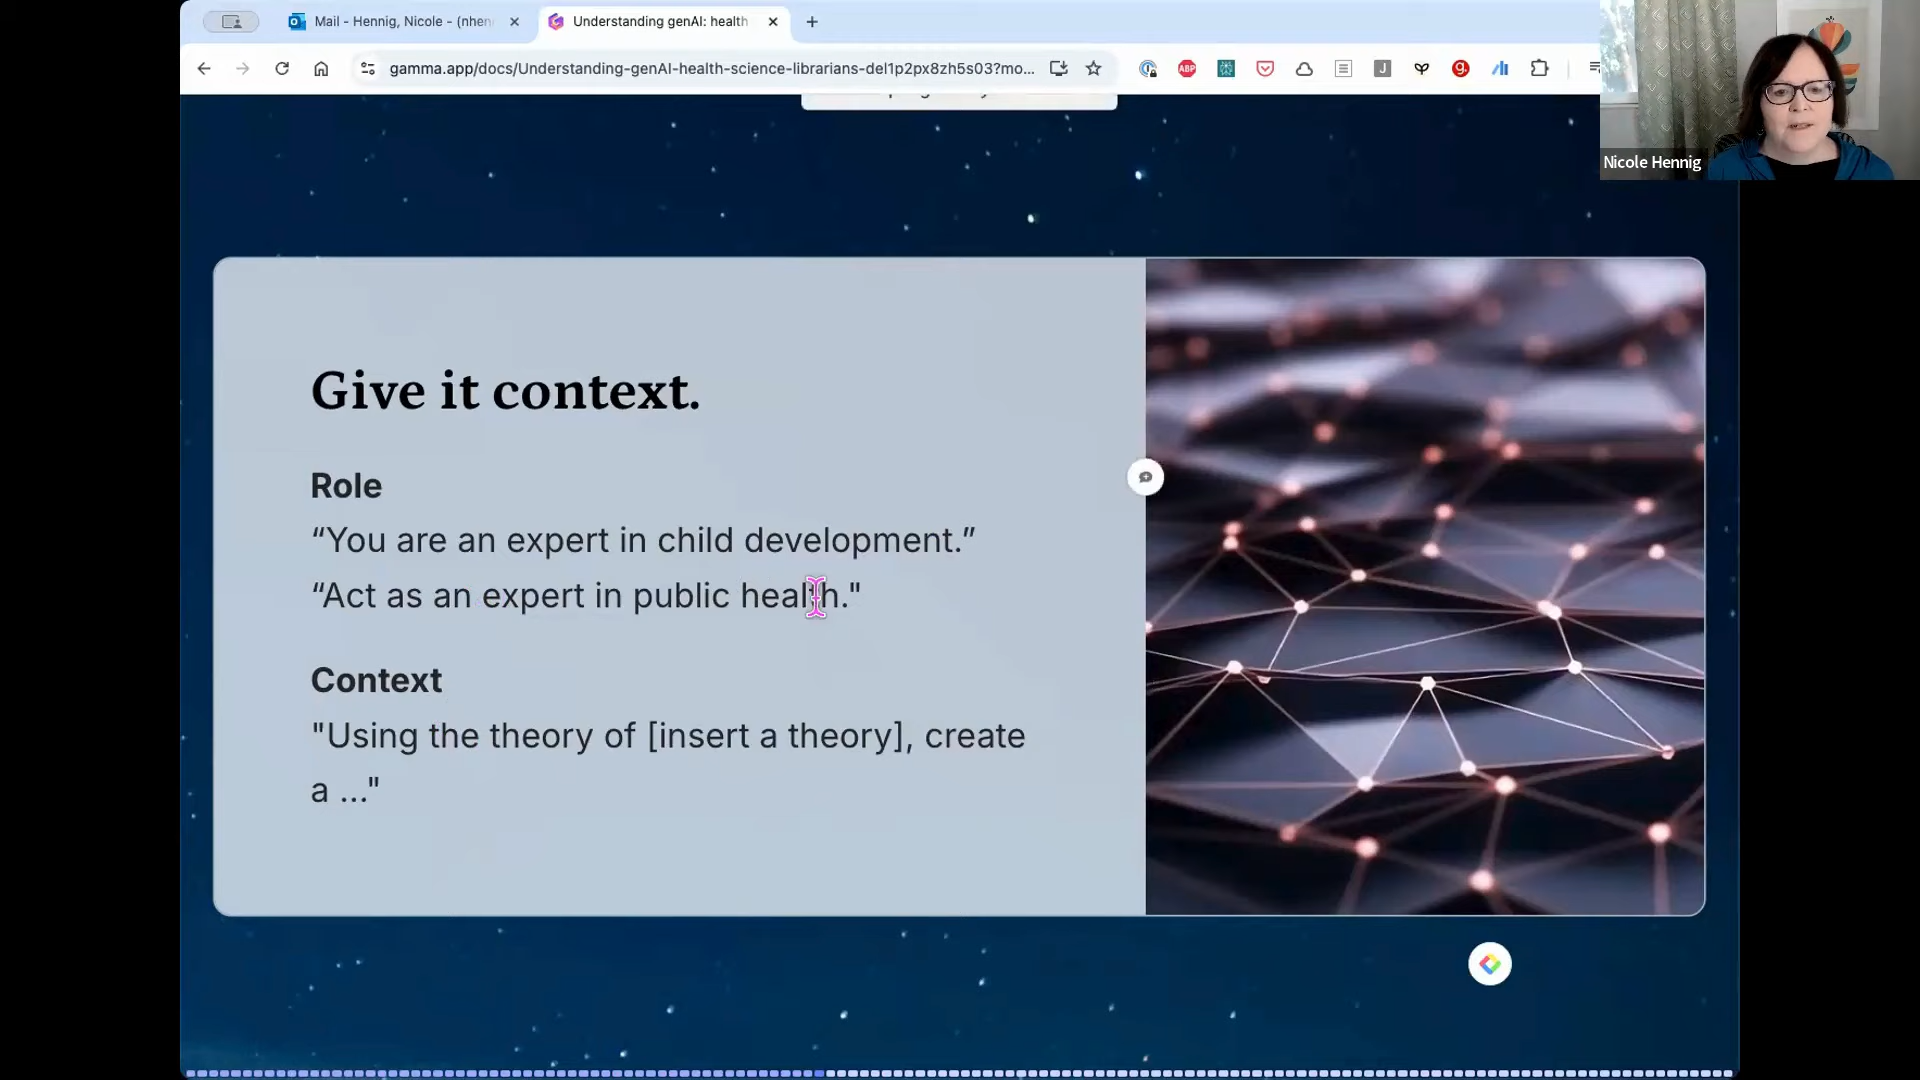 Mail - Hennig, Nicole - (nhen
Understanding genAI: health
gamma.app/docs/Understanding-genAI-health-science-librarians-del1p2px8zh5s03?mo...
ABP
J
g.
Nicole Hennig
Give it context.
Role
“You are an expert in child development.”
“Act as an expert in public health."
Context
"Using the theory of [insert a theory], create
a ..."